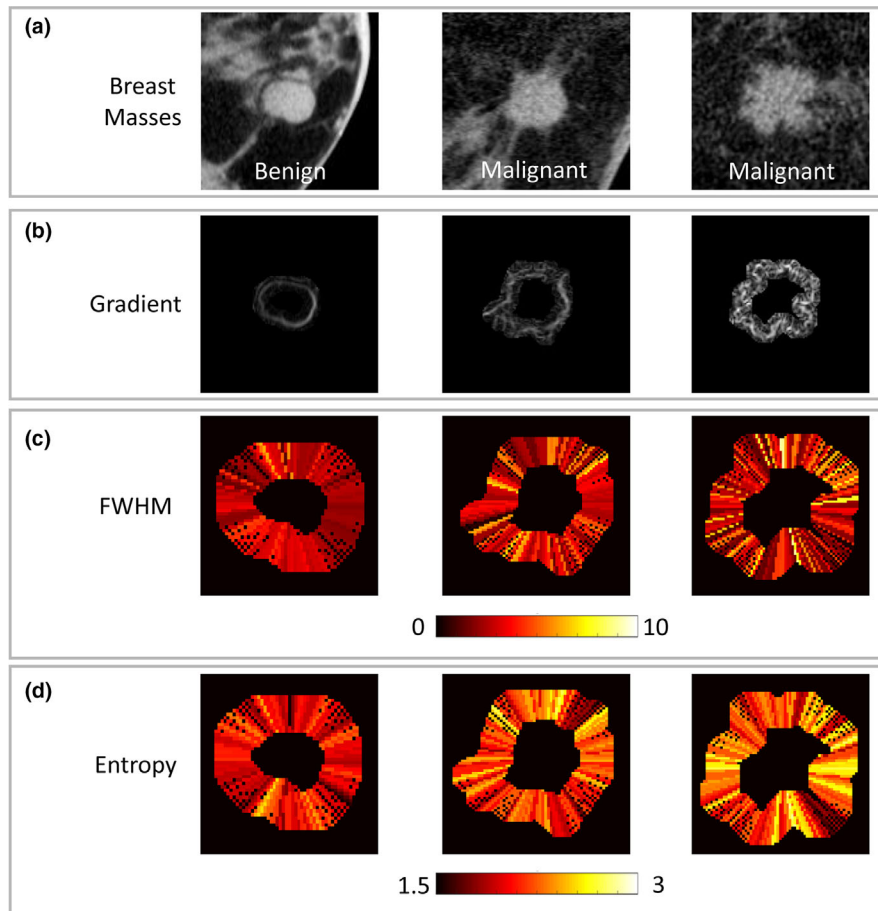 (a)
Breast
Masses
Benign
Malignant
Malignant
(b)
Gradient
(c)
FWHM
0
10
(d)
Entropy
1.5
3